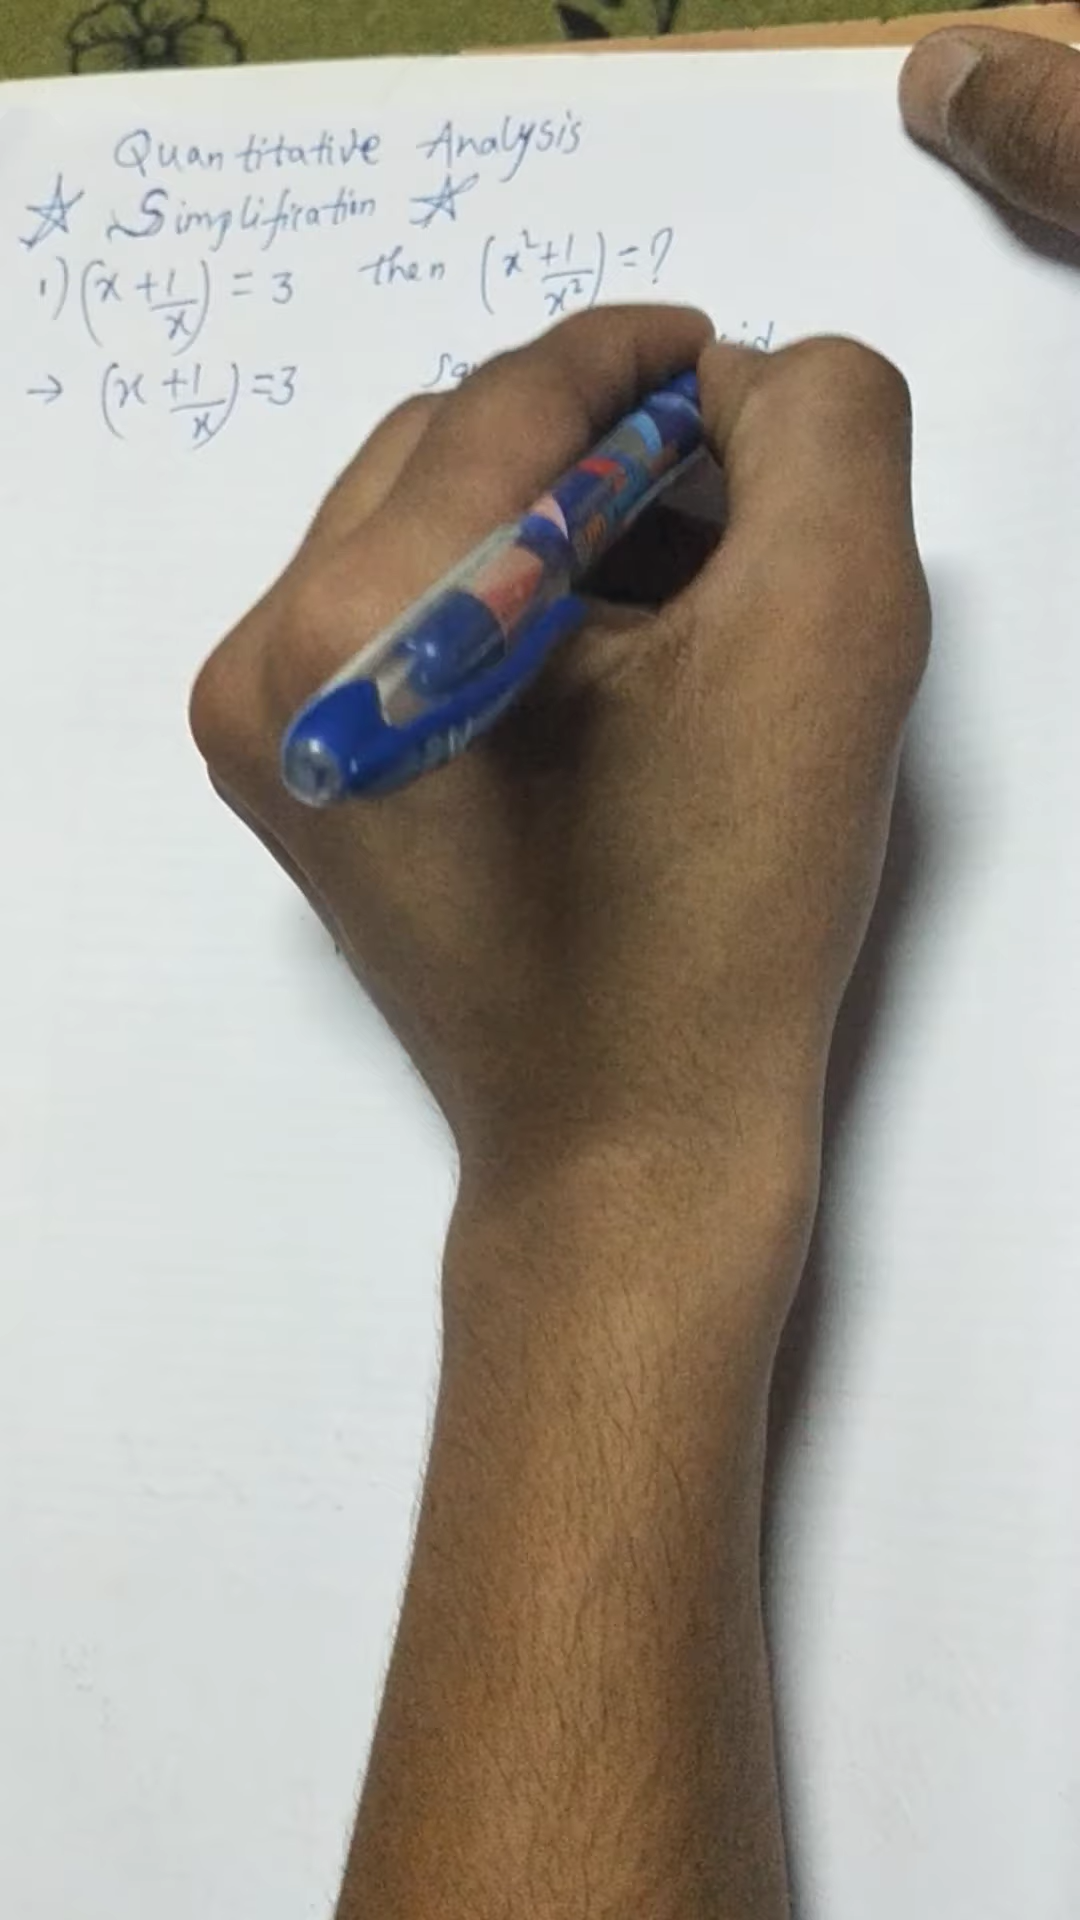 Quantitative Analysis
☆ Simplification ☆
1) (x + 1/x) = 3 then (x² + 1/x²) = ?
→ (x + 1/x) = 3